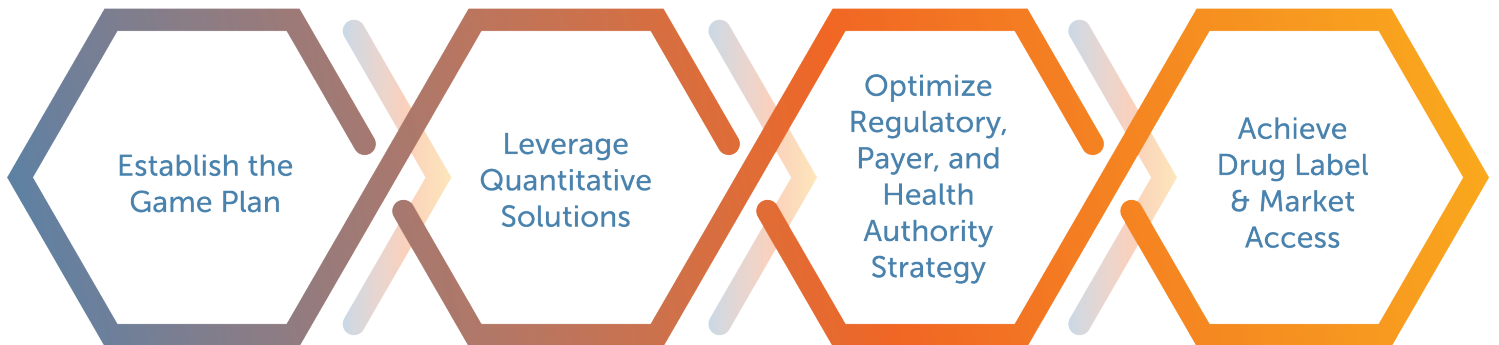 Establish the
Game Plan
Leverage
Quantitative
Solutions
Optimize
Regulatory,
Payer, and
Health
Authority
Strategy
Achieve
Drug Label
& Market
Access